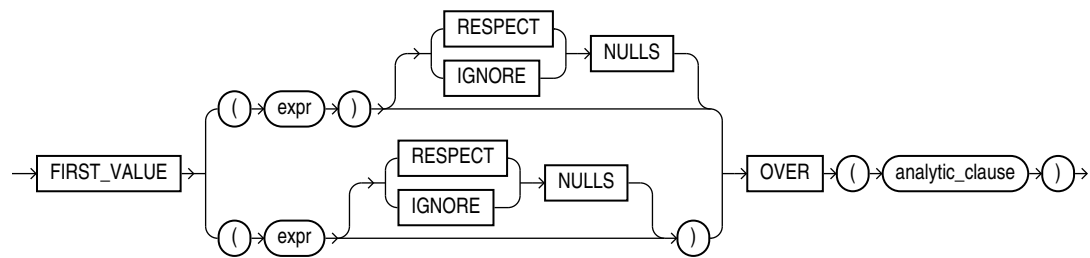 RESPECT
IGNORE
NULLS
( expr )
FIRST_VALUE
RESPECT
IGNORE
NULLS
( expr )
OVER ( analytic_clause )